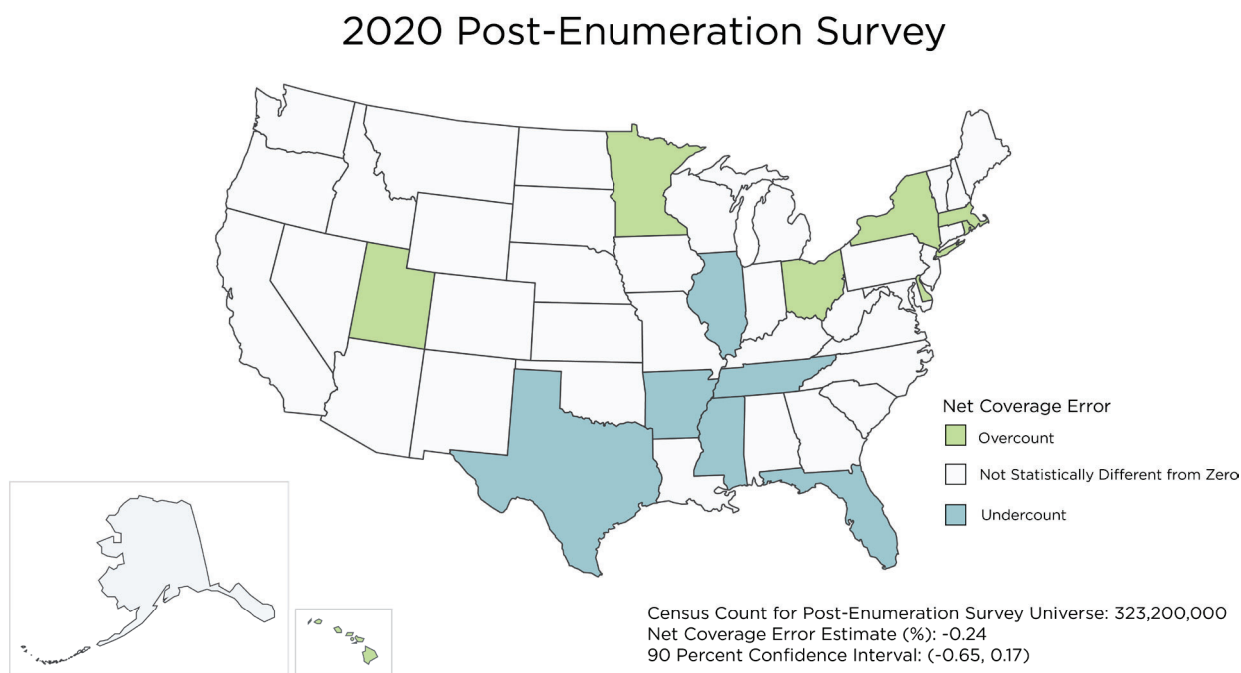 2020 Post-Enumeration Survey
Net Coverage Error
Overcount
Not Statistically Different from Zero
Undercount
Census Count for Post-Enumeration Survey Universe: 323,200,000
Net Coverage Error Estimate (%): -0.24
90 Percent Confidence Interval: (-0.65, 0.17)